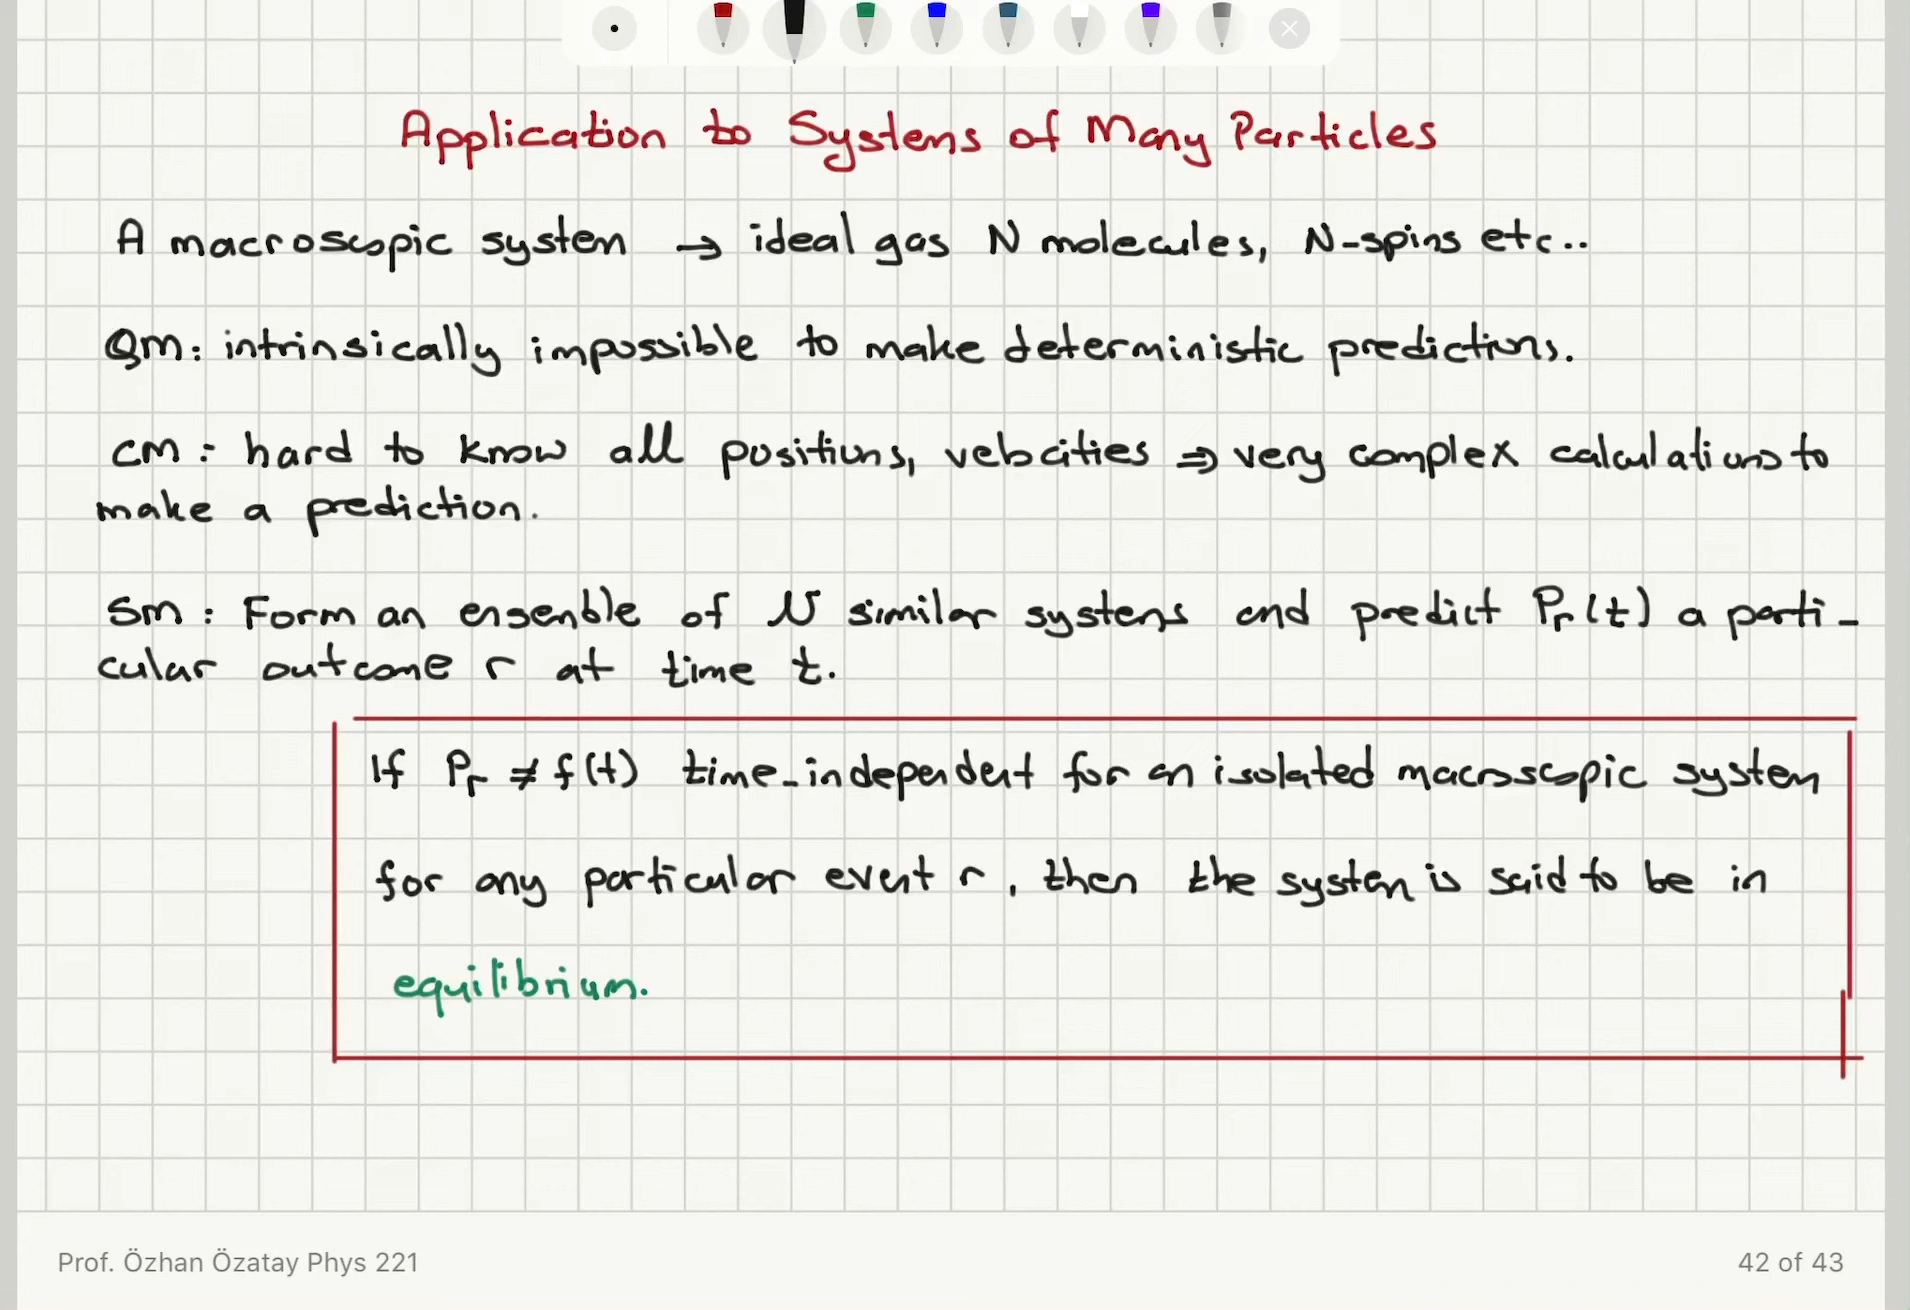 Application to Systems of Many Particles
A macroscopic system → ideal gas N molecules, N-spins etc..
QM: intrinsically impossible to make deterministic predictions.
CM: hard to know all positions, velocities ⇒ very complex calculations to
make a prediction.
SM: Form an ensemble of N similar systems and predict Pr(t) a parti-
cular outcome r at time t.
If Pr ≠ f(t) time-independent for an isolated macroscopic system
for any particular event r, then the system is said to be in
equilibrium.
Prof. Özhan Özatay Phys 221
42 of 43